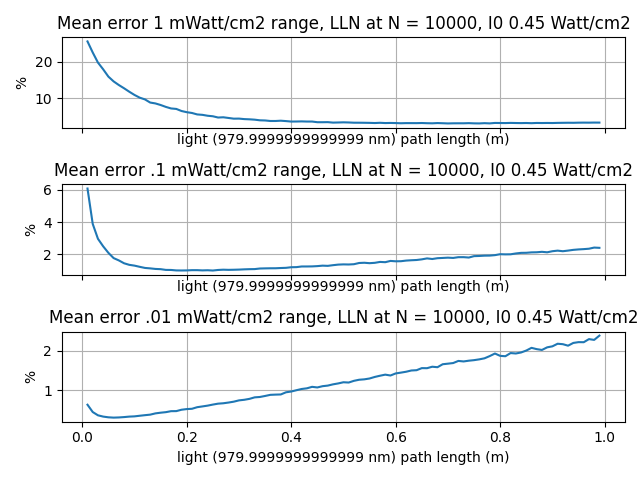 Mean error 1 mWatt/cm2 range, LLN at N = 10000, I0 0.45 Watt/cm2
20
10
%
light (979.9999999999999 nm) path length (m)
Mean error .1 mWatt/cm2 range, LLN at N = 10000, I0 0.45 Watt/cm2
6
4
2
%
light (979.9999999999999 nm) path length (m)
Mean error .01 mWatt/cm2 range, LLN at N = 10000, I0 0.45 Watt/cm2
2
1
%
0.0 0.2 0.4 0.6 0.8 1.0
light (979.9999999999999 nm) path length (m)